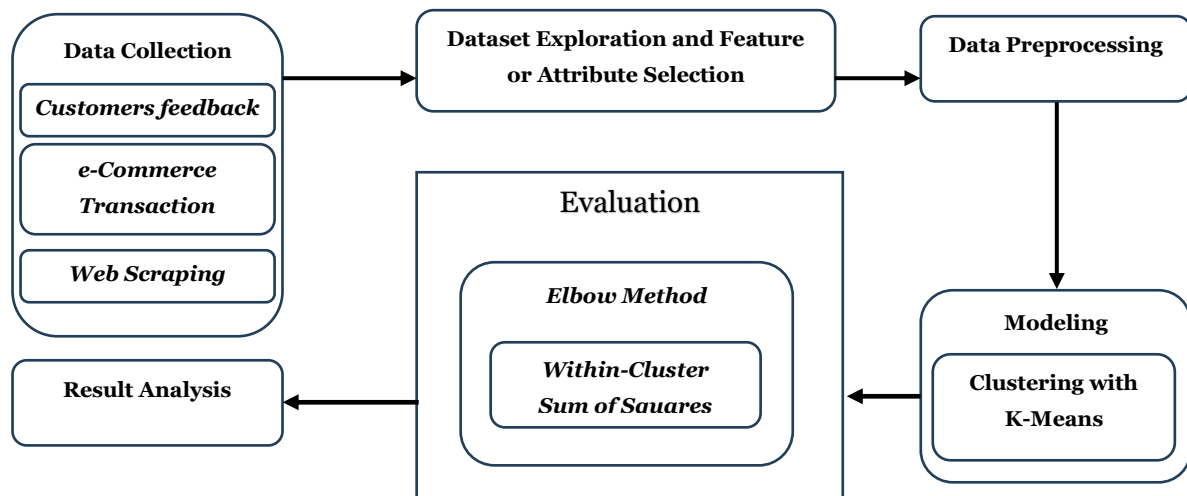 Data Collection
Customers feedback
e-Commerce
Transaction
Web Scraping
Dataset Exploration and Feature
or Attribute Selection
Data Preprocessing
Modeling
Clustering with
K-Means
Evaluation
Elbow Method
Within-Cluster
Sum of Squares
Result Analysis